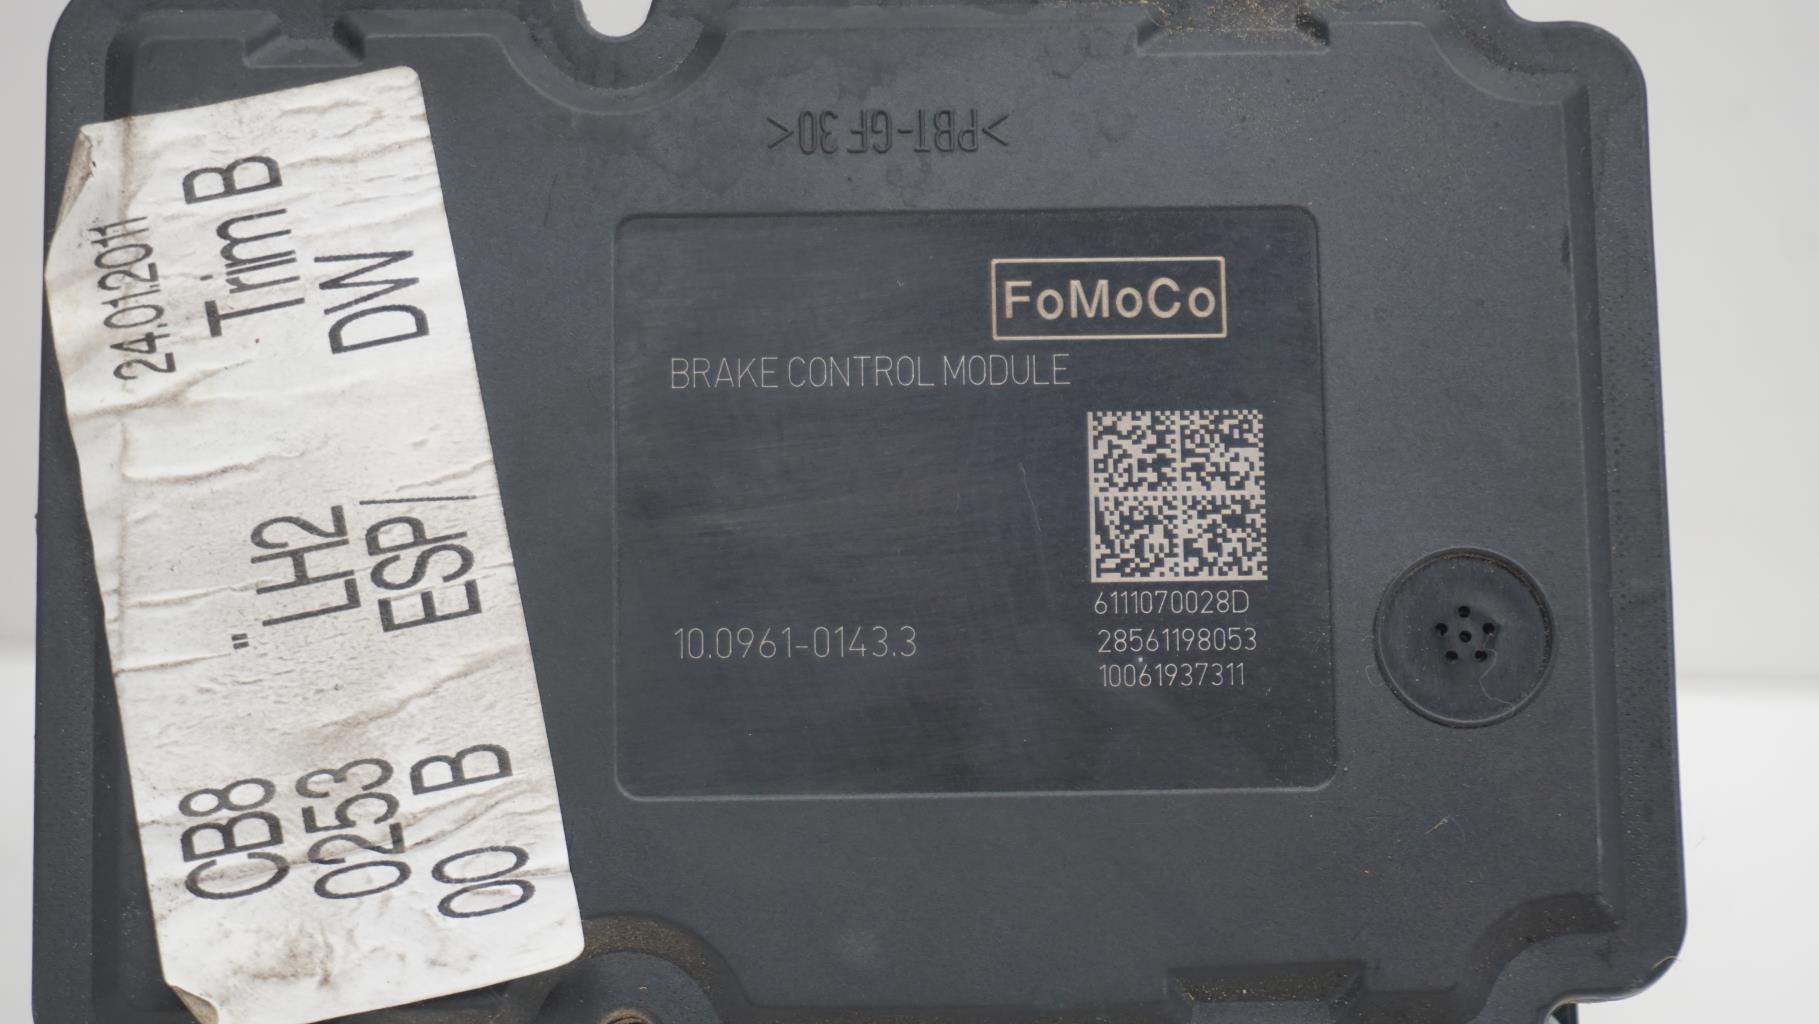 >PBT-GF30<
FoMoCo
BRAKE CONTROL MODULE
6111070028D
10.0961-0143.3
28561198053
10061937311
24.01.2011
Trim B
DW
" LH2
ESP/
CB8
0253
00 B